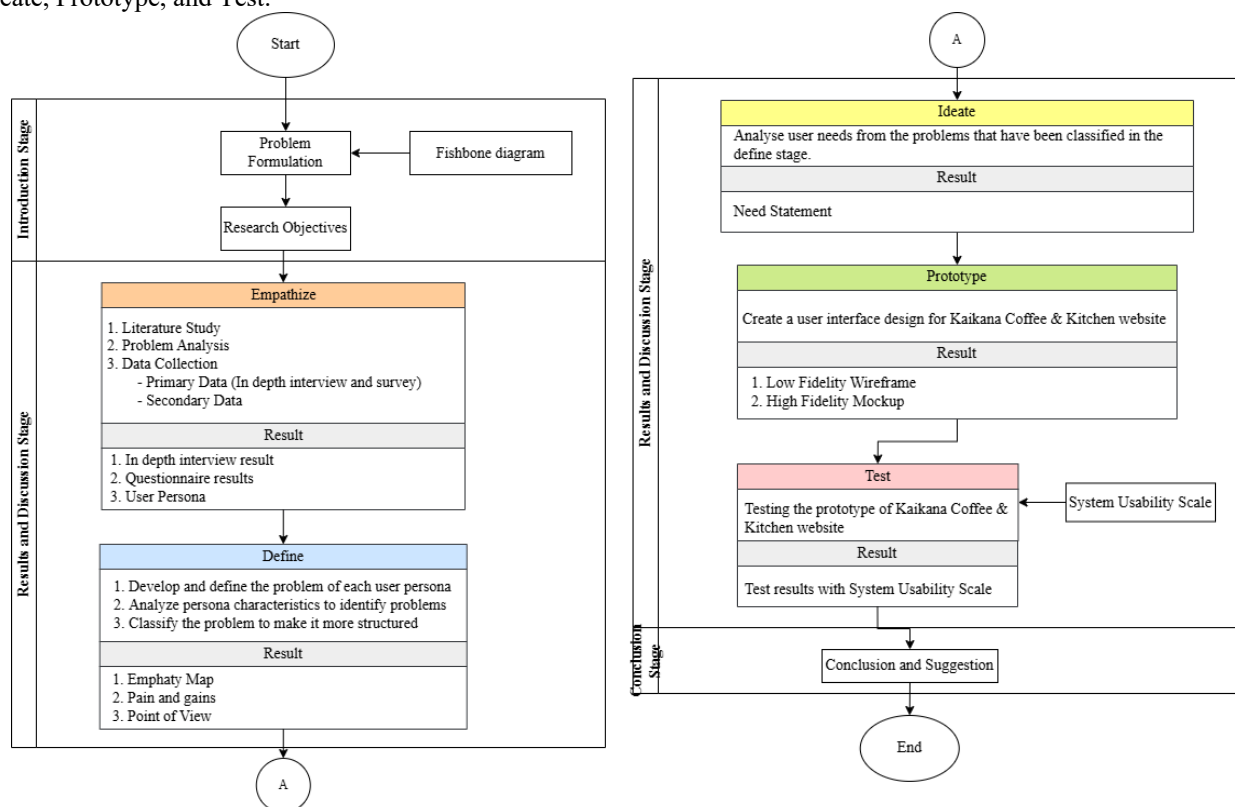 eate, Prototype, and Test.
Start
Introduction Stage
Problem
Formulation
Fishbone diagram
Research Objectives
Results and Discussion Stage
Empathize
1. Literature Study
2. Problem Analysis
3. Data Collection
- Primary Data (In depth interview and survey)
- Secondary Data
Result
1. In depth interview result
2. Questionnaire results
3. User Persona
Define
1. Develop and define the problem of each user persona
2. Analyze persona characteristics to identify problems
3. Classify the problem to make it more structured
Result
1. Emphaty Map
2. Pain and gains
3. Point of View
A
A
Results and Discussion Stage
Ideate
Analyse user needs from the problems that have been classified in the
define stage.
Result
Need Statement
Prototype
Create a user interface design for Kaikana Coffee & Kitchen website
Result
1. Low Fidelity Wireframe
2. High Fidelity Mockup
Test
Testing the prototype of Kaikana Coffee &
Kitchen website
System Usability Scale
Result
Test results with System Usability Scale
Conclusion
Stage
Conclusion and Suggestion
End